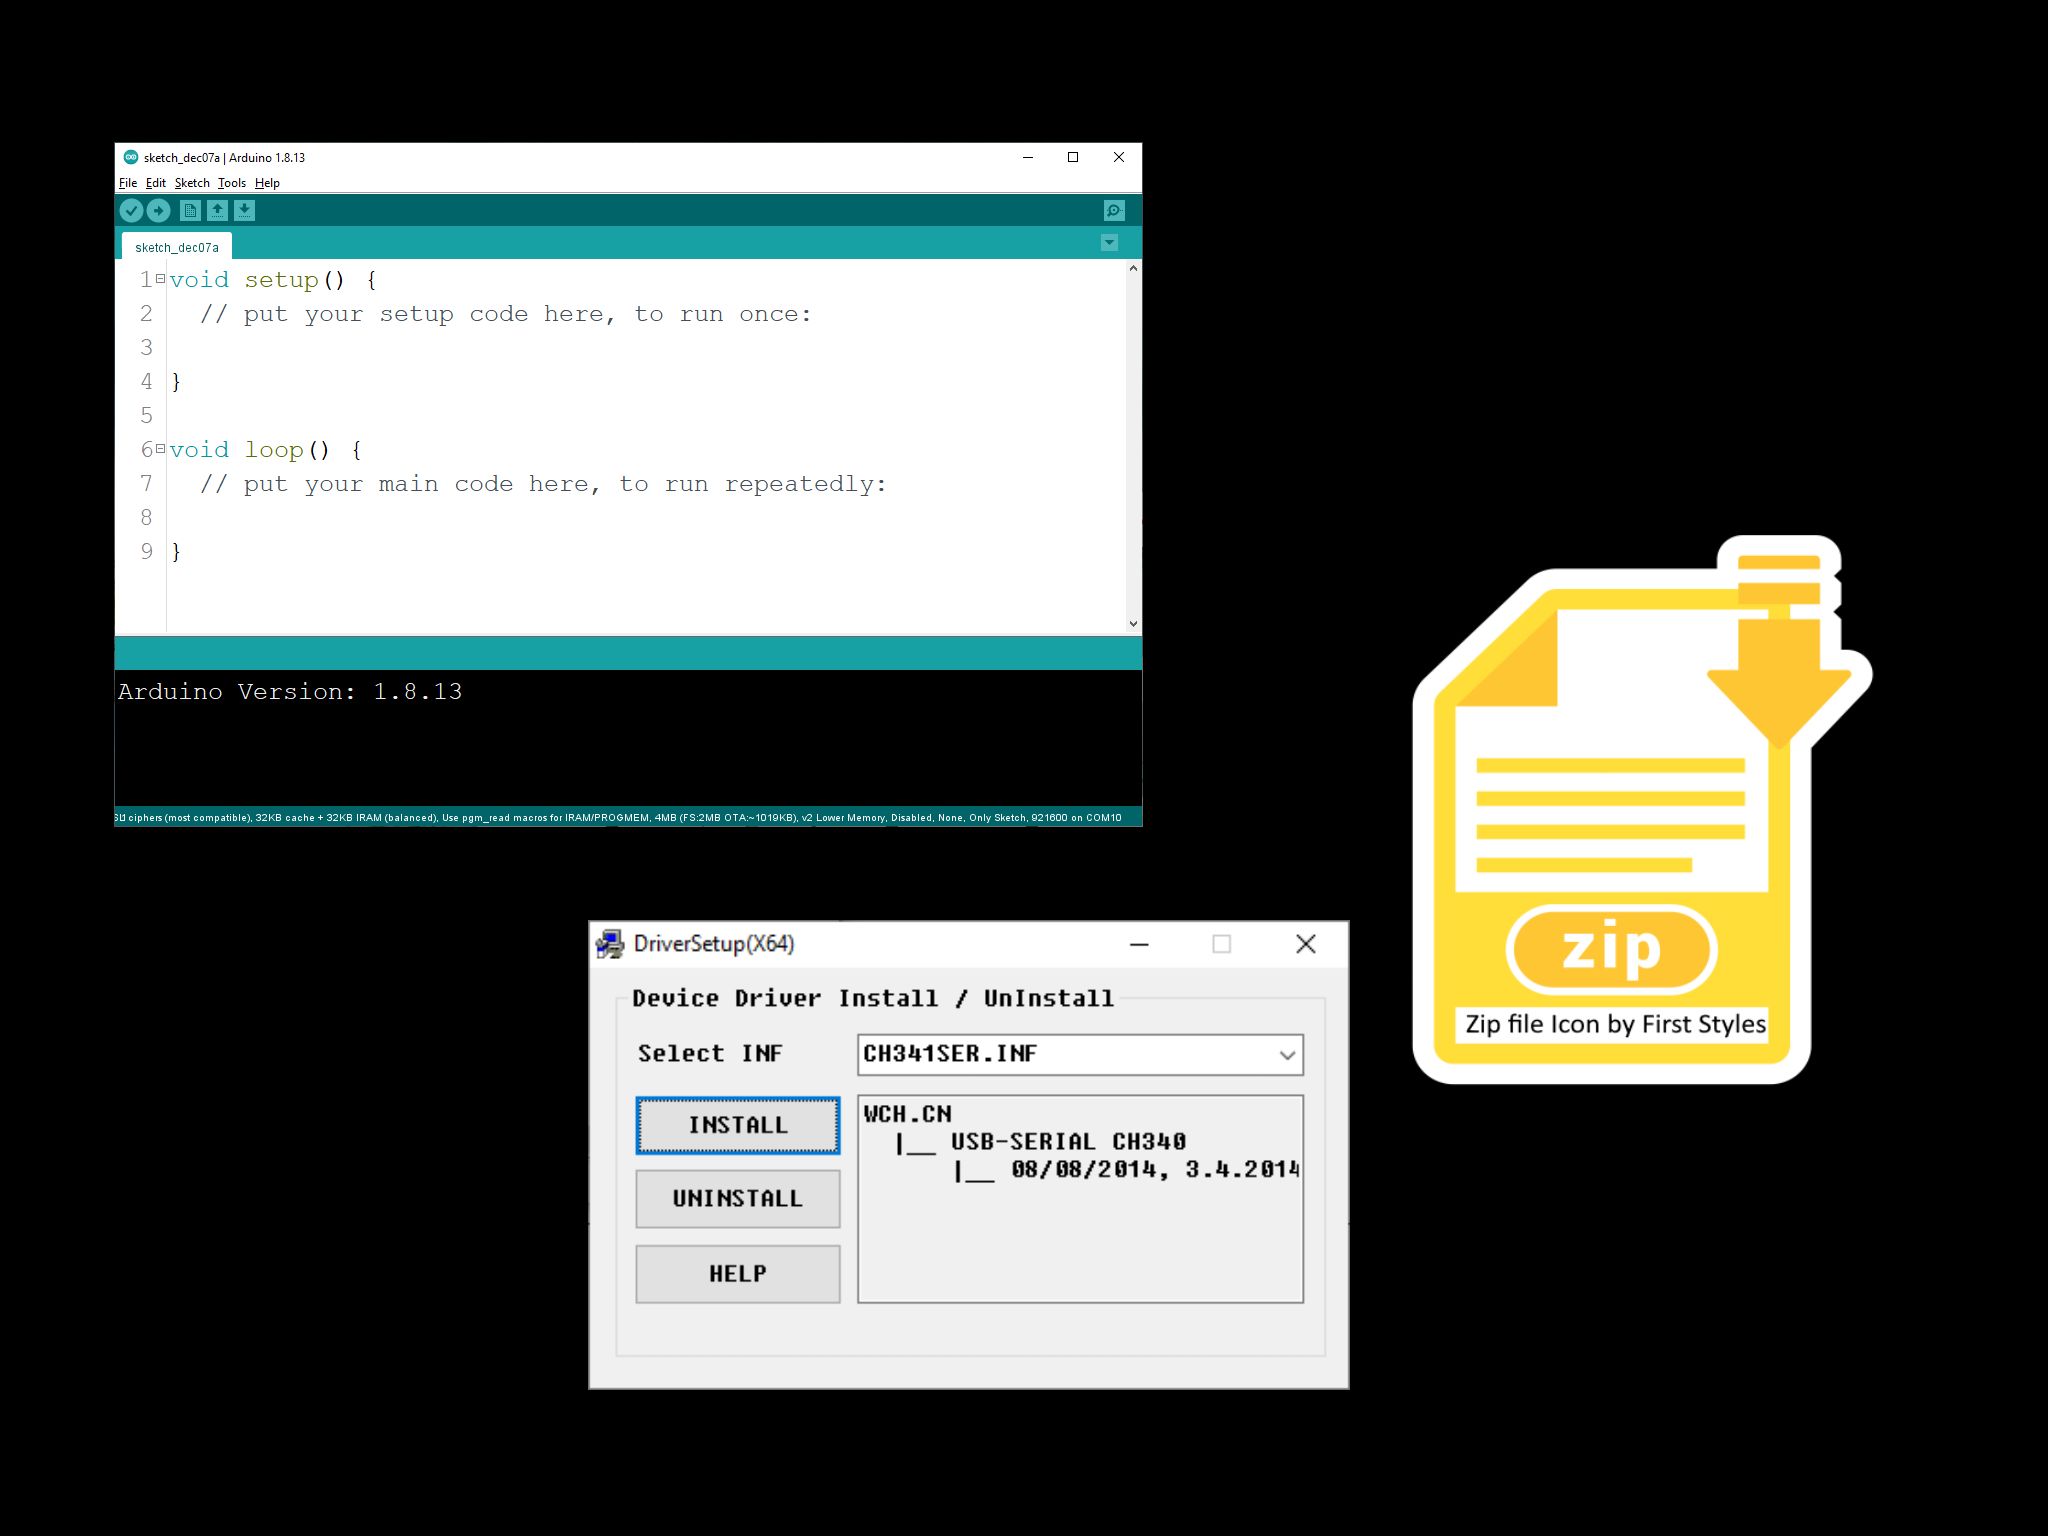 sketch_dec07a | Arduino 1.8.13
File Edit Sketch Tools Help
sketch_dec07a
1 void setup() {
2 // put your setup code here, to run once:
3
4 }
5
6 void loop() {
7 // put your main code here, to run repeatedly:
8
9 }
Arduino Version: 1.8.13
ciphers (most compatible), 32KB cache + 32KB IRAM (balanced), Use pgm_read macros for IRAM/PROGMEM, 4MB (FS:2MB OTA:~1019KB), v2 Lower Memory, Disabled, None, Only Sketch, 921600 on COM10
zip
Zip file Icon by First Styles
DriverSetup(X64)
Device Driver Install / UnInstall
Select INF CH341SER.INF
INSTALL
UNINSTALL
HELP
WCH.CN
|__ USB-SERIAL CH340
|__ 08/08/2014, 3.4.2014